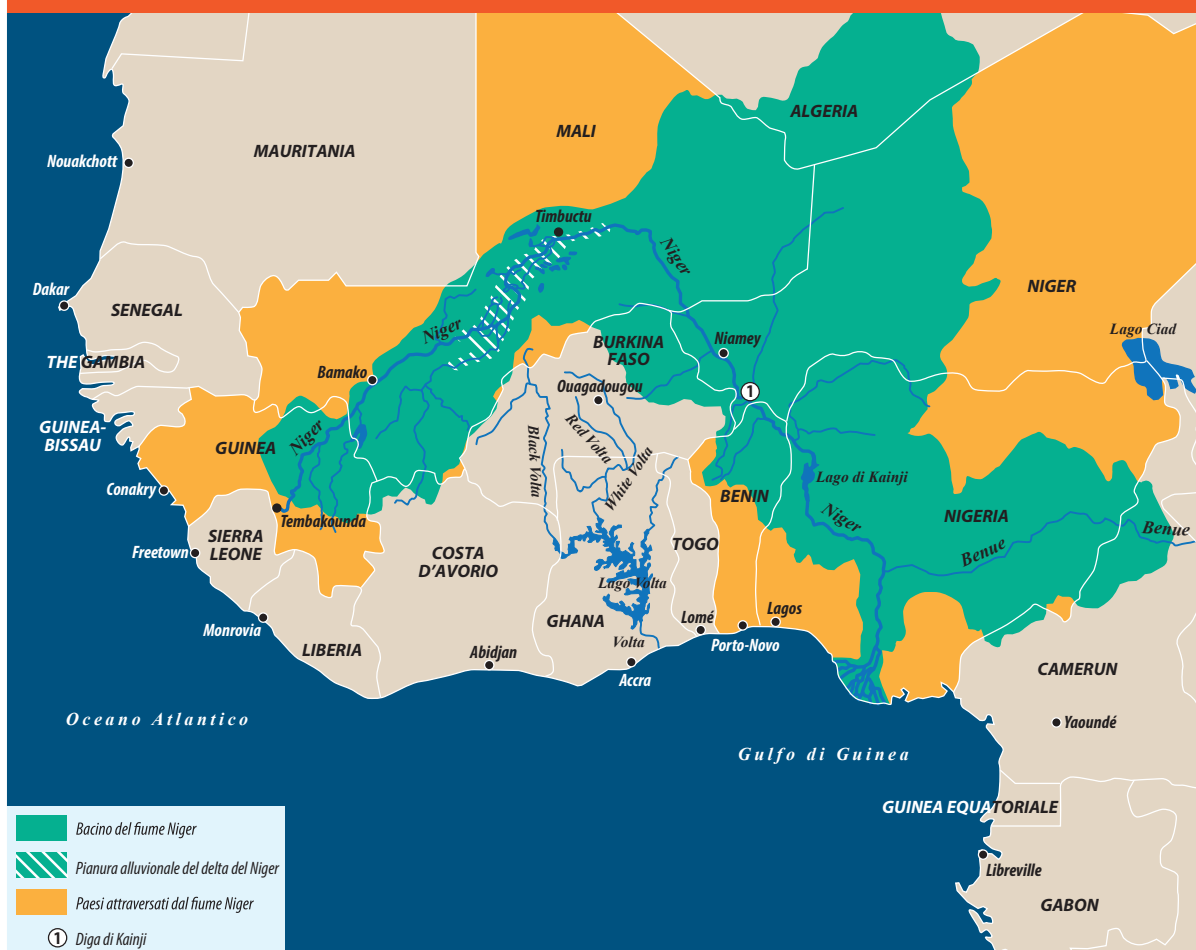 ALGERIA
MALI
MAURITANIA
Nouakchott
Timbuctu
Niger
Dakar
SENEGAL
NIGER
Lago Ciad
Niger
BURKINA
FASO
Niamey
THE GAMBIA
Bamako
Ouagadougou
1
GUINEA-
BISSAU
GUINEA
Niger
Black Volta
Red Volta
White Volta
Lago di Kainji
Conakry
BENIN
Tembakounda
Niger
NIGERIA
Benue
Benue
SIERRA
LEONE
Freetown
COSTA
D'AVORIO
TOGO
Lago Volta
Monrovia
GHANA
Lomé
Lagos
LIBERIA
Abidjan
Volta
Porto-Novo
Accra
CAMERUN
Oceano Atlantico
Yaoundé
Gulfo di Guinea
GUINEA EQUATORIALE
Libreville
GABON
Bacino del fiume Niger
Pianura alluvionale del delta del Niger
Paesi attraversati dal fiume Niger
1 Diga di Kainji